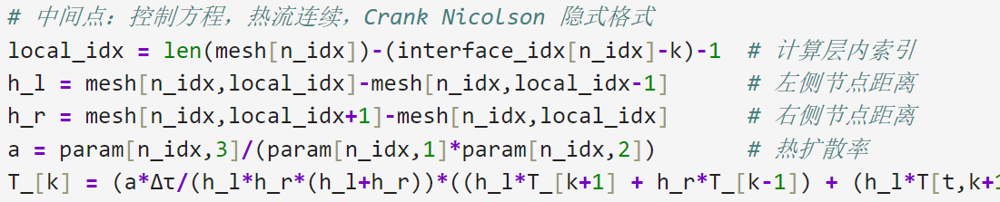 # 中间点：控制方程，热流连续，Crank Nicolson 隐式格式
local_idx = len(mesh[n_idx])-(interface_idx[n_idx]-k)-1 # 计算层内索引
h_l = mesh[n_idx,local_idx]-mesh[n_idx,local_idx-1] # 左侧节点距离
h_r = mesh[n_idx,local_idx+1]-mesh[n_idx,local_idx] # 右侧节点距离
a = param[n_idx,3]/(param[n_idx,1]*param[n_idx,2]) # 热扩散率
T_[k] = (a*Δτ/(h_l*h_r*(h_l+h_r))*((h_l*T_[k+1] + h_r*T_[k-1]) + (h_l*T[t,k+1